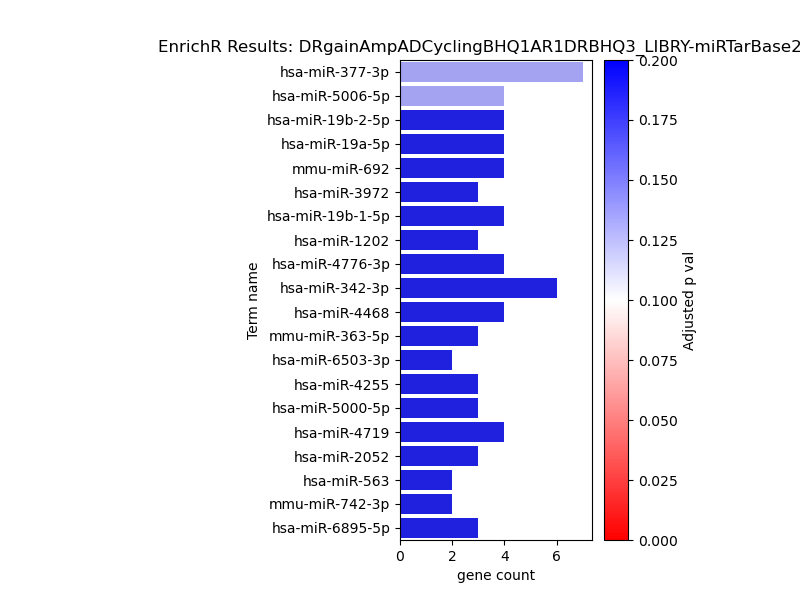 EnrichR Results: DRgainAmpADCyclingBHQ1AR1DRBHQ3_LIBRY-miRTarBase2
hsa-miR-377-3p
hsa-miR-5006-5p
hsa-miR-19b-2-5p
hsa-miR-19a-5p
mmu-miR-692
hsa-miR-3972
hsa-miR-19b-1-5p
hsa-miR-1202
hsa-miR-4776-3p
hsa-miR-342-3p
hsa-miR-4468
mmu-miR-363-5p
hsa-miR-6503-3p
hsa-miR-4255
hsa-miR-5000-5p
hsa-miR-4719
hsa-miR-2052
hsa-miR-563
mmu-miR-742-3p
hsa-miR-6895-5p
Term name
0 2 4 6
gene count
0.200
0.175
0.150
0.125
0.100
0.075
0.050
0.025
0.000
Adjusted p val